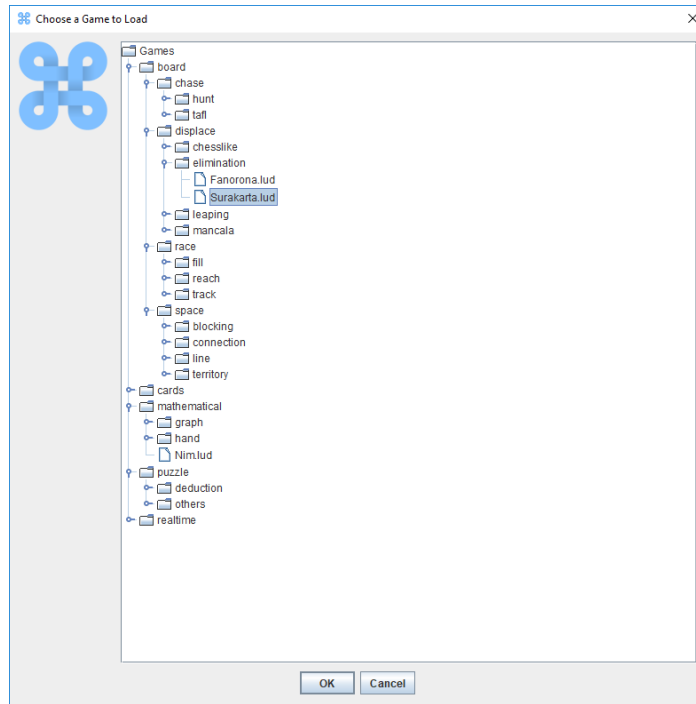 Choose a Game to Load
Games
board
chase
hunt
tafl
displace
chesslike
elimination
Fanorona.lud
Surakarta.lud
leaping
mancala
race
fill
reach
track
space
blocking
connection
line
territory
cards
mathematical
graph
hand
Nim.lud
puzzle
deduction
others
realtime
OK Cancel